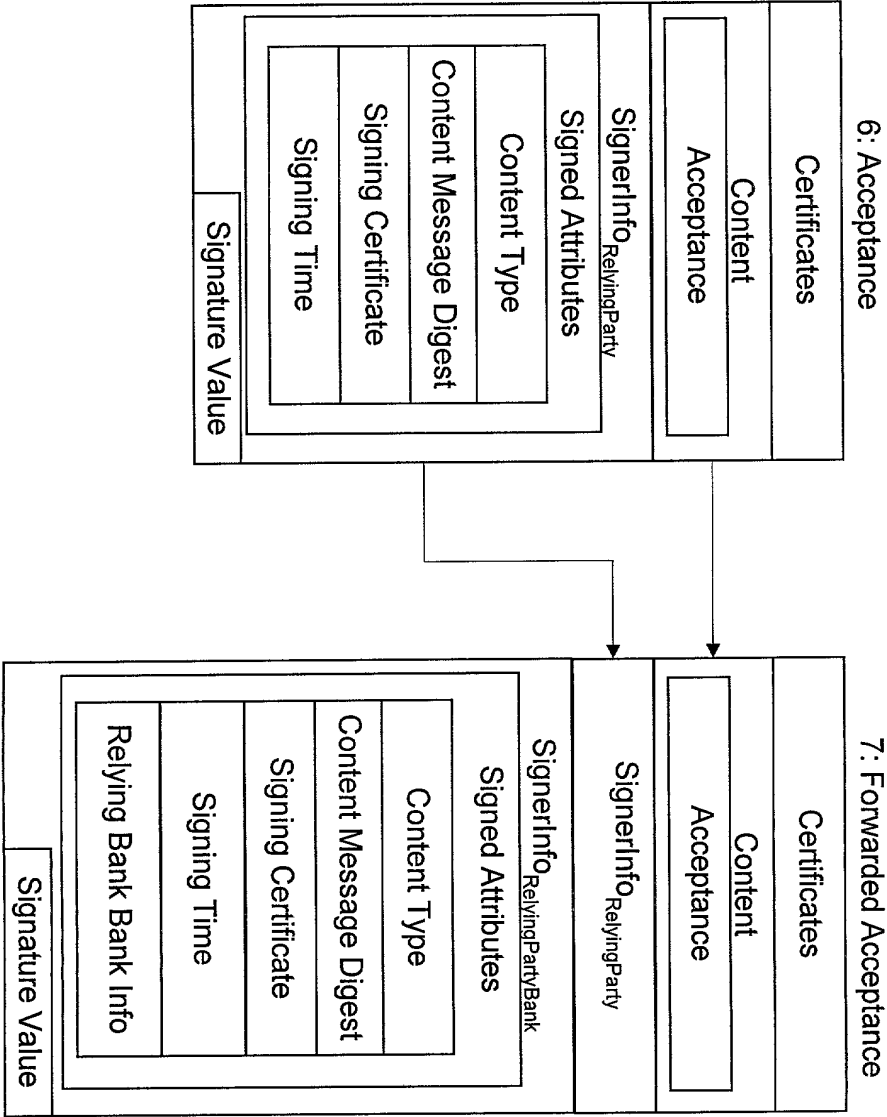 6: Acceptance
Certificates
Content
Acceptance
SignerInfoRelyingParty
Signed Attributes
Content Type
Content Message Digest
Signing Certificate
Signing Time
Signature Value
7: Forwarded Acceptance
Certificates
Content
Acceptance
SignerInfoRelyingParty
SignerInfoRelyingPartyBank
Signed Attributes
Content Type
Content Message Digest
Signing Certificate
Signing Time
Relying Bank Bank Info
Signature Value